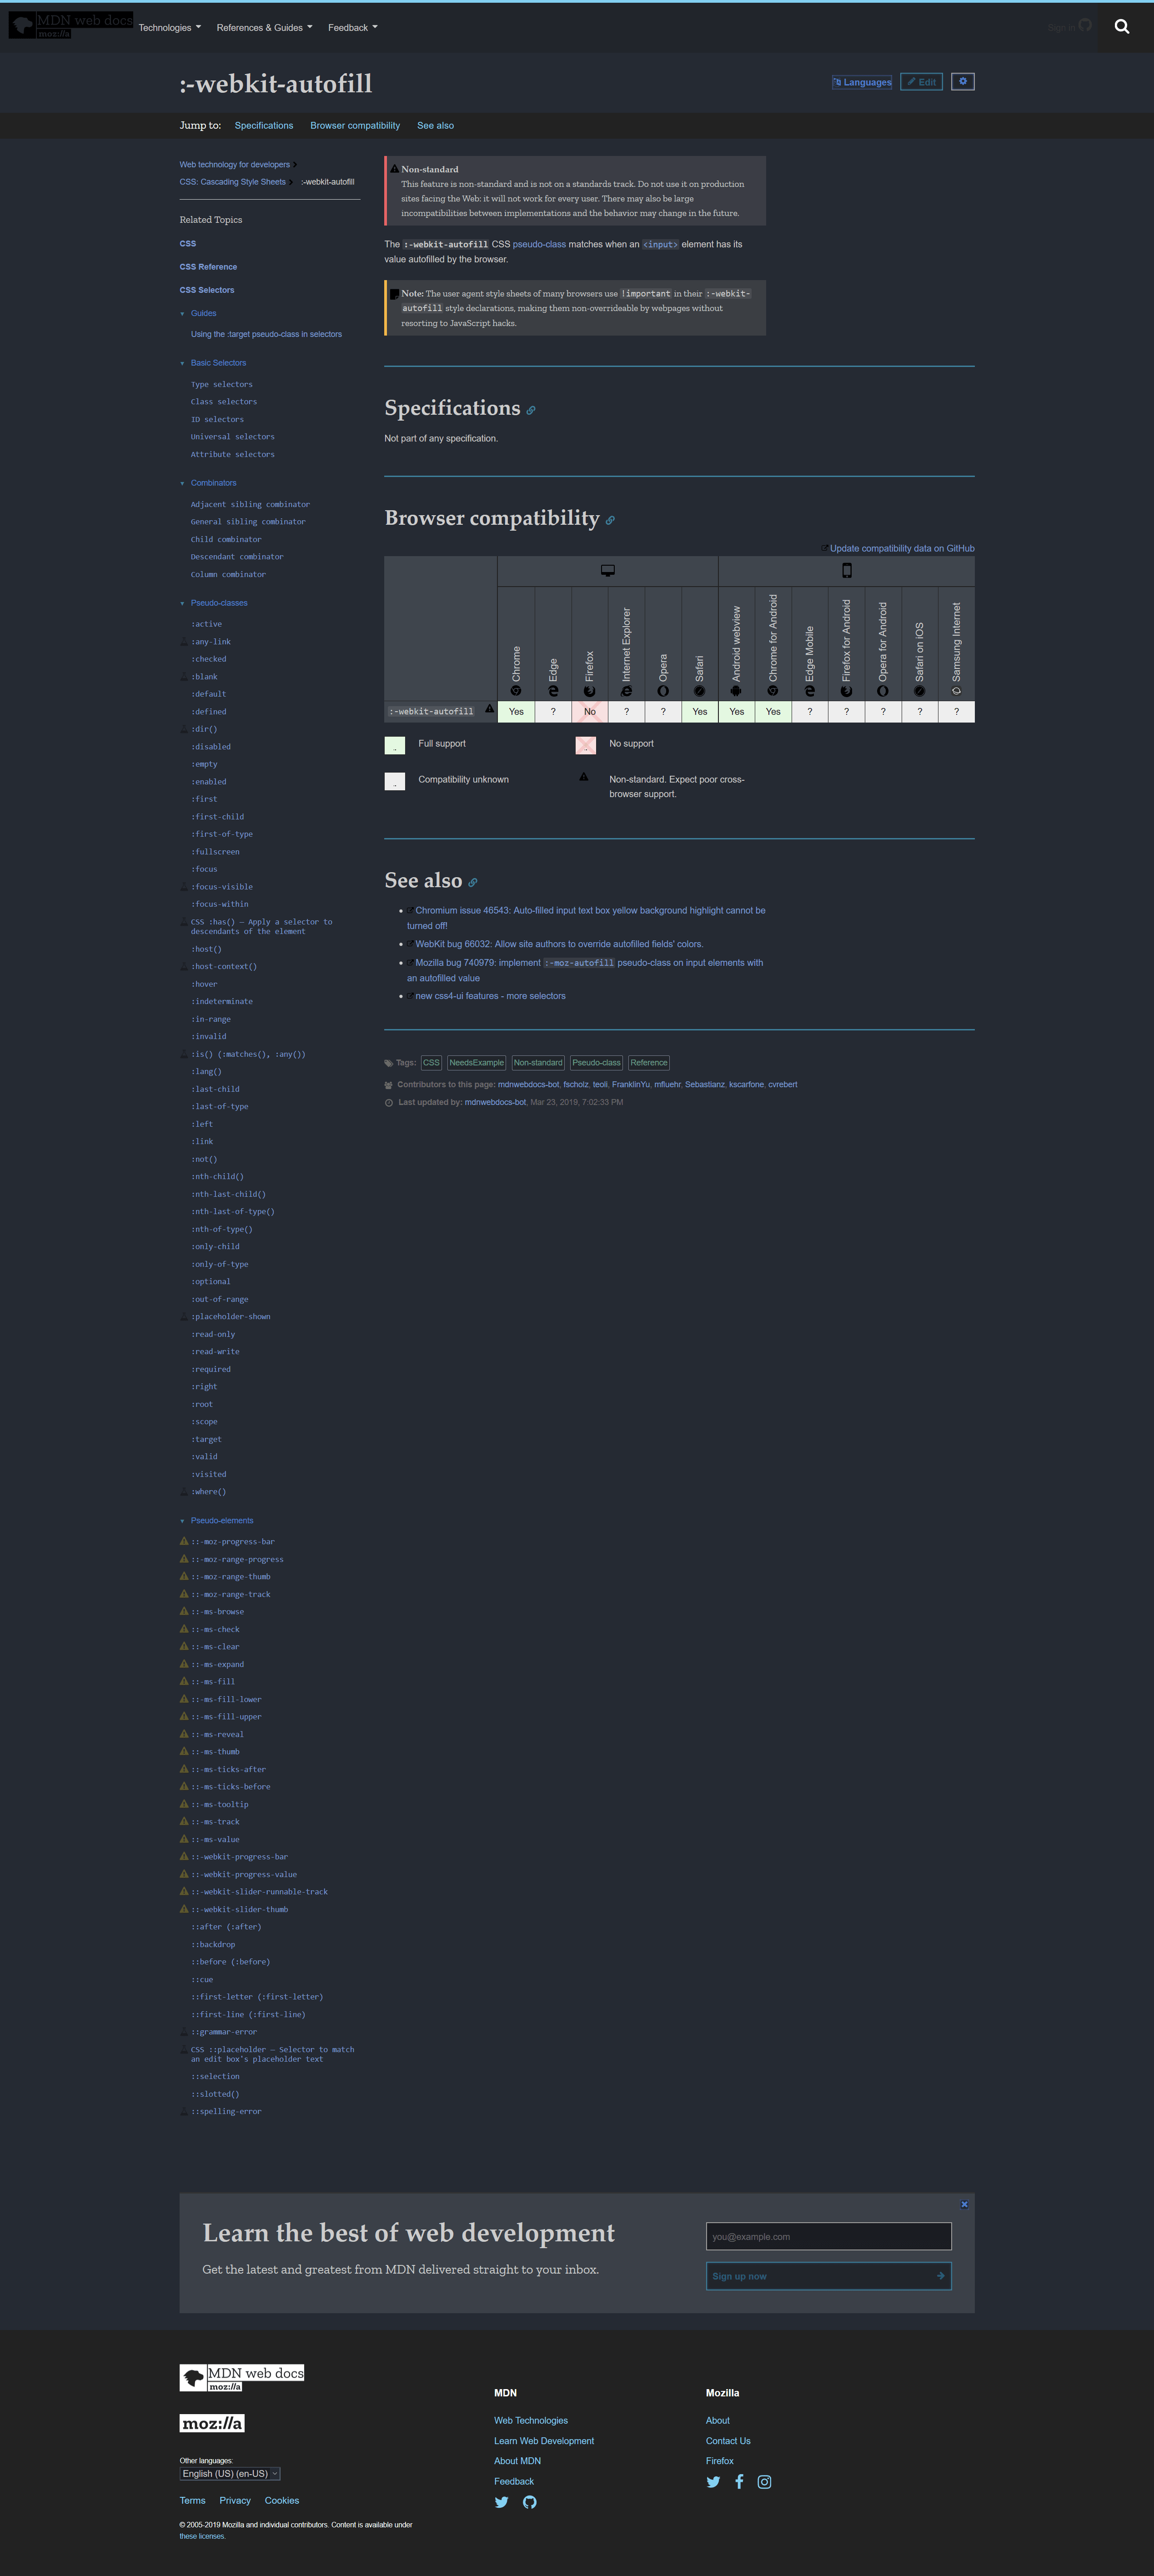 MDN web docs
moz://a
Technologies
References & Guides
Feedback
Sign in
:-webkit-autofill
Languages
Edit
Jump to:
Specifications
Browser compatibility
See also
Web technology for developers
CSS: Cascading Style Sheets
:-webkit-autofill
Related Topics
CSS
CSS Reference
CSS Selectors
Guides
Using the :target pseudo-class in selectors
Basic Selectors
Type selectors
Class selectors
ID selectors
Universal selectors
Attribute selectors
Combinators
Adjacent sibling combinator
General sibling combinator
Child combinator
Descendant combinator
Column combinator
Pseudo-classes
:active
:any-link
:checked
:blank
:default
:defined
:dir()
:disabled
:empty
:enabled
:first
:first-child
:first-of-type
:fullscreen
:focus
:focus-visible
:focus-within
CSS :has() — Apply a selector to
descendants of the element
:host()
:host-context()
:hover
:indeterminate
:in-range
:invalid
:is() (:matches(), :any())
:lang()
:last-child
:last-of-type
:left
:link
:not()
:nth-child()
:nth-last-child()
:nth-last-of-type()
:nth-of-type()
:only-child
:only-of-type
:optional
:out-of-range
:placeholder-shown
:read-only
:read-write
:required
:right
:root
:scope
:target
:valid
:visited
:where()
Pseudo-elements
::-moz-progress-bar
::-moz-range-progress
::-moz-range-thumb
::-moz-range-track
::-ms-browse
::-ms-check
::-ms-clear
::-ms-expand
::-ms-fill
::-ms-fill-lower
::-ms-fill-upper
::-ms-reveal
::-ms-thumb
::-ms-ticks-after
::-ms-ticks-before
::-ms-tooltip
::-ms-track
::-ms-value
::-webkit-progress-bar
::-webkit-progress-value
::-webkit-slider-runnable-track
::-webkit-slider-thumb
::after (:after)
::backdrop
::before (:before)
::cue
::first-letter (:first-letter)
::first-line (:first-line)
::grammar-error
CSS ::placeholder — Selector to match
an edit box's placeholder text
::selection
::slotted()
::spelling-error
Non-standard
This feature is non-standard and is not on a standards track. Do not use it on production
sites facing the Web: it will not work for every user. There may also be large
incompatibilities between implementations and the behavior may change in the future.
The :-webkit-autofill CSS pseudo-class matches when an <input> element has its
value autofilled by the browser.
Note: The user agent style sheets of many browsers use !important in their :-webkit-
autofill style declarations, making them non-overrideable by webpages without
resorting to JavaScript hacks.
Specifications
Not part of any specification.
Browser compatibility
Update compatibility data on GitHub
Chrome
Edge
Firefox
Internet Explorer
Opera
Safari
Android webview
Chrome for Android
Edge Mobile
Firefox for Android
Opera for Android
Safari on iOS
Samsung Internet
:-webkit-autofill Yes ? No ? ? Yes Yes Yes ? ? ? ? ?
Full support
No support
Compatibility unknown
Non-standard. Expect poor cross-
browser support.
See also
Chromium issue 46543: Auto-filled input text box yellow background highlight cannot be
turned off!
WebKit bug 66032: Allow site authors to override autofilled fields' colors.
Mozilla bug 740979: implement :-moz-autofill pseudo-class on input elements with
an autofilled value
new css4-ui features - more selectors
Tags: CSS NeedsExample Non-standard Pseudo-class Reference
Contributors to this page: mdnwebdocs-bot, fscholz, teoli, FranklinYu, mfluehr, Sebastianz, kscarfone, cvrebert
Last updated by: mdnwebdocs-bot, Mar 23, 2019, 7:02:33 PM
Learn the best of web development
Get the latest and greatest from MDN delivered straight to your inbox.
you@example.com
Sign up now
MDN web docs
moz://a
moz://a
Other languages:
English (US) (en-US)
Terms
Privacy
Cookies
© 2005-2019 Mozilla and individual contributors. Content is available under
these licenses.
MDN
Web Technologies
Learn Web Development
About MDN
Feedback
Mozilla
About
Contact Us
Firefox